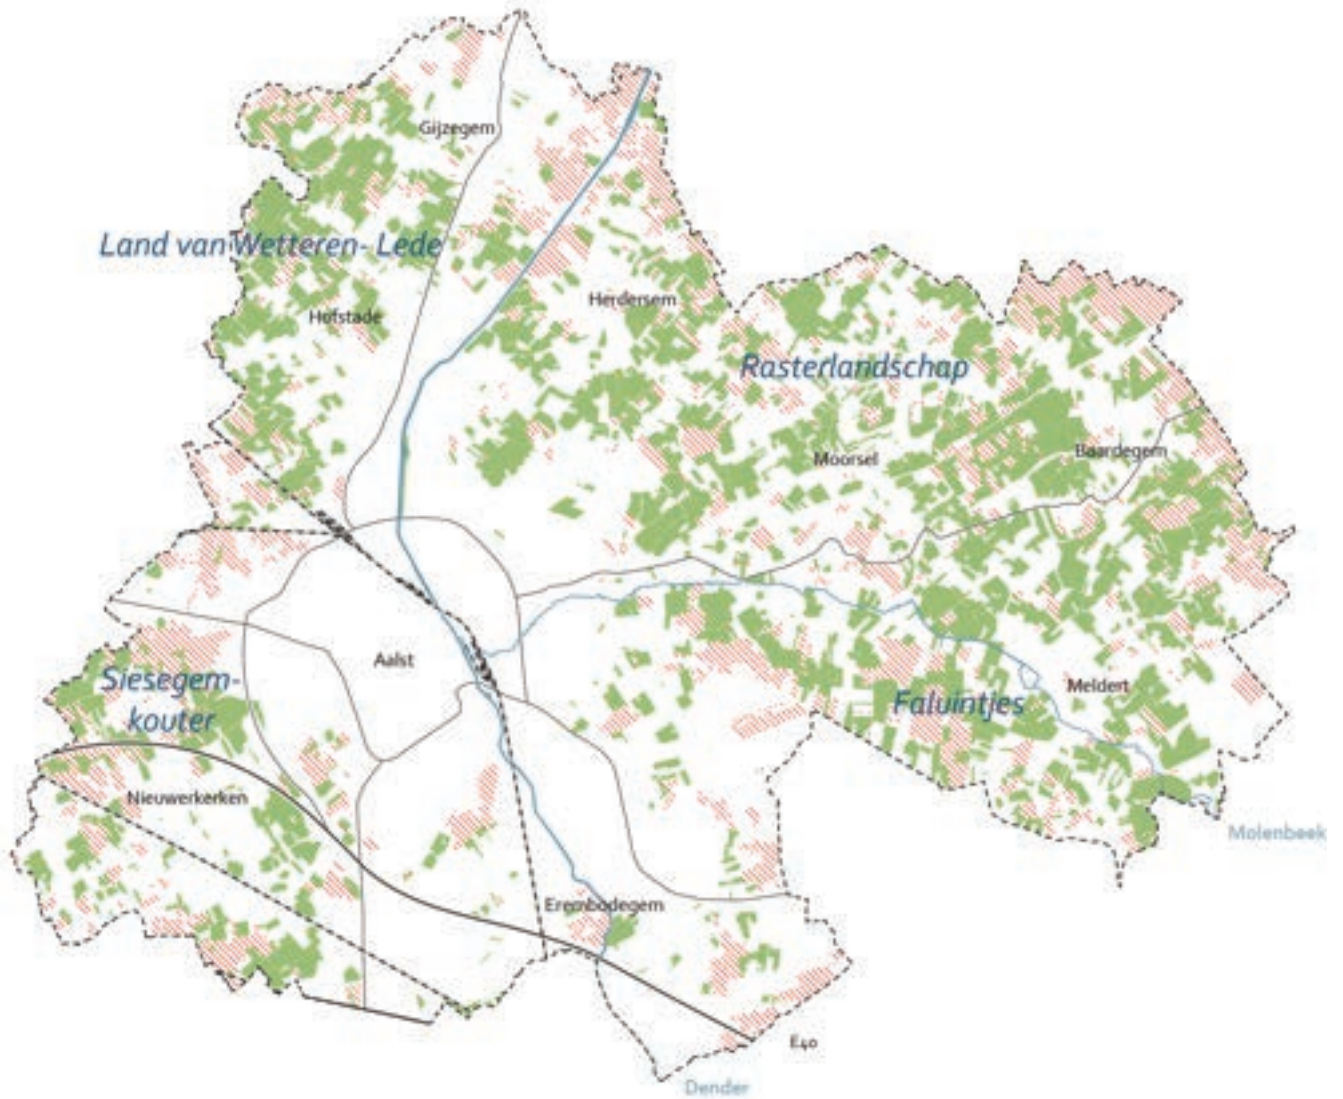 Gijzegem
Land van Wetteren- Lede
Herdersem
Hofstade
Rasterlandschap
Moorsel
Baardegem
Aalst
Siesegem-
kouter
Meldert
Faluintjes
Nieuwerkerken
Molenbeek
Erembodegem
E40
Dender